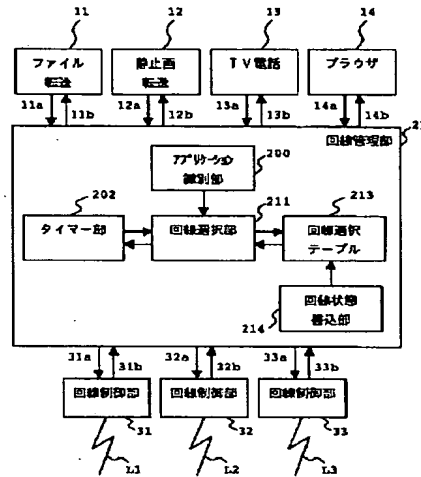 11 12 13 14
ファイル
転送
静止画
転送
TV電話
ブラウザ
11a 11b 12a 12b 13a 13b 14a 14b
回線管理部
アプリケーション
識別部
200
202 211 213
タイマー部
回線選択部
回線選択
テーブル
回線状態
書込部
214
31a 31b 32a 32b 33a 33b
回線制御部 回線制御部 回線制御部
31 32 33
L1 L2 L3